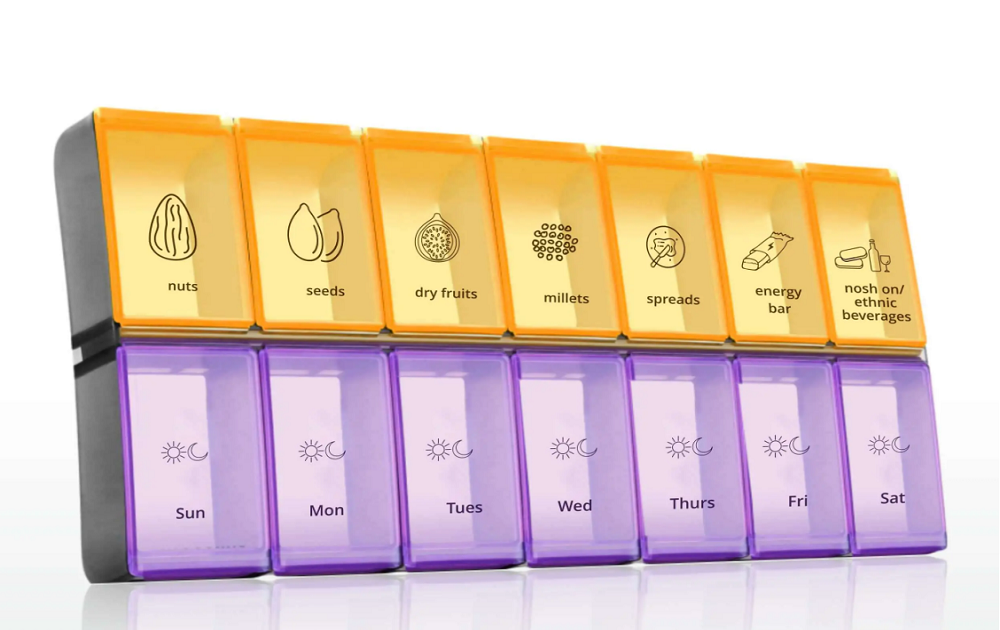 nuts
seeds
dry fruits
millets
spreads
energy
bar
nosh on/
ethnic
beverages
Sun
Mon
Tues
Wed
Thurs
Fri
Sat